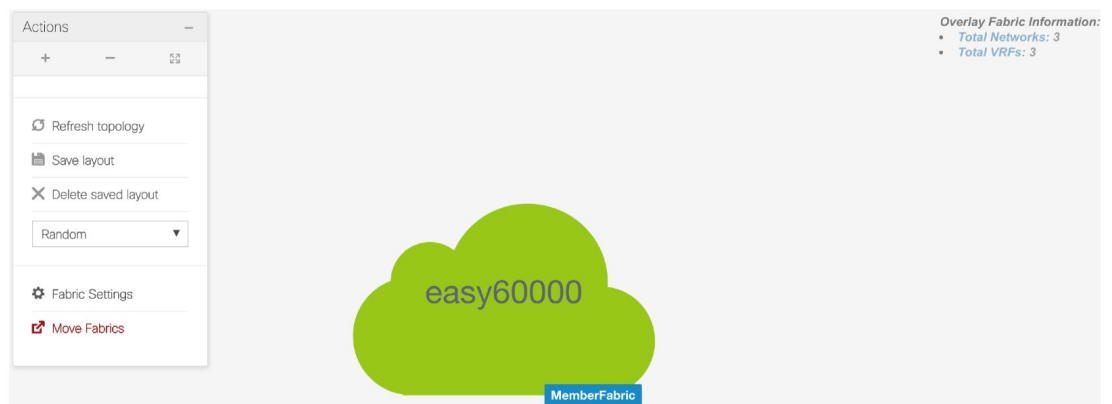 Actions
Refresh topology
Save layout
Delete saved layout
Random
Fabric Settings
Move Fabrics
easy60000
MemberFabric
Overlay Fabric Information:
Total Networks: 3
Total VRFs: 3